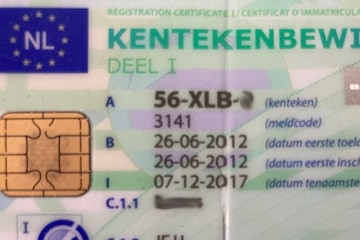 REGISTRATION CERTIFICATE I / CERTIFICAT D'IMMATRICULA
NL
KENTEKENBEWI
DEEL I
A 56-XLB- (kenteken)
3141 (meldcode)
B 26-06-2012 (datum eerste toel
26-06-2012 (datum eerste insch
I 07-12-2017 (datum tenaamste
C.1.1
I